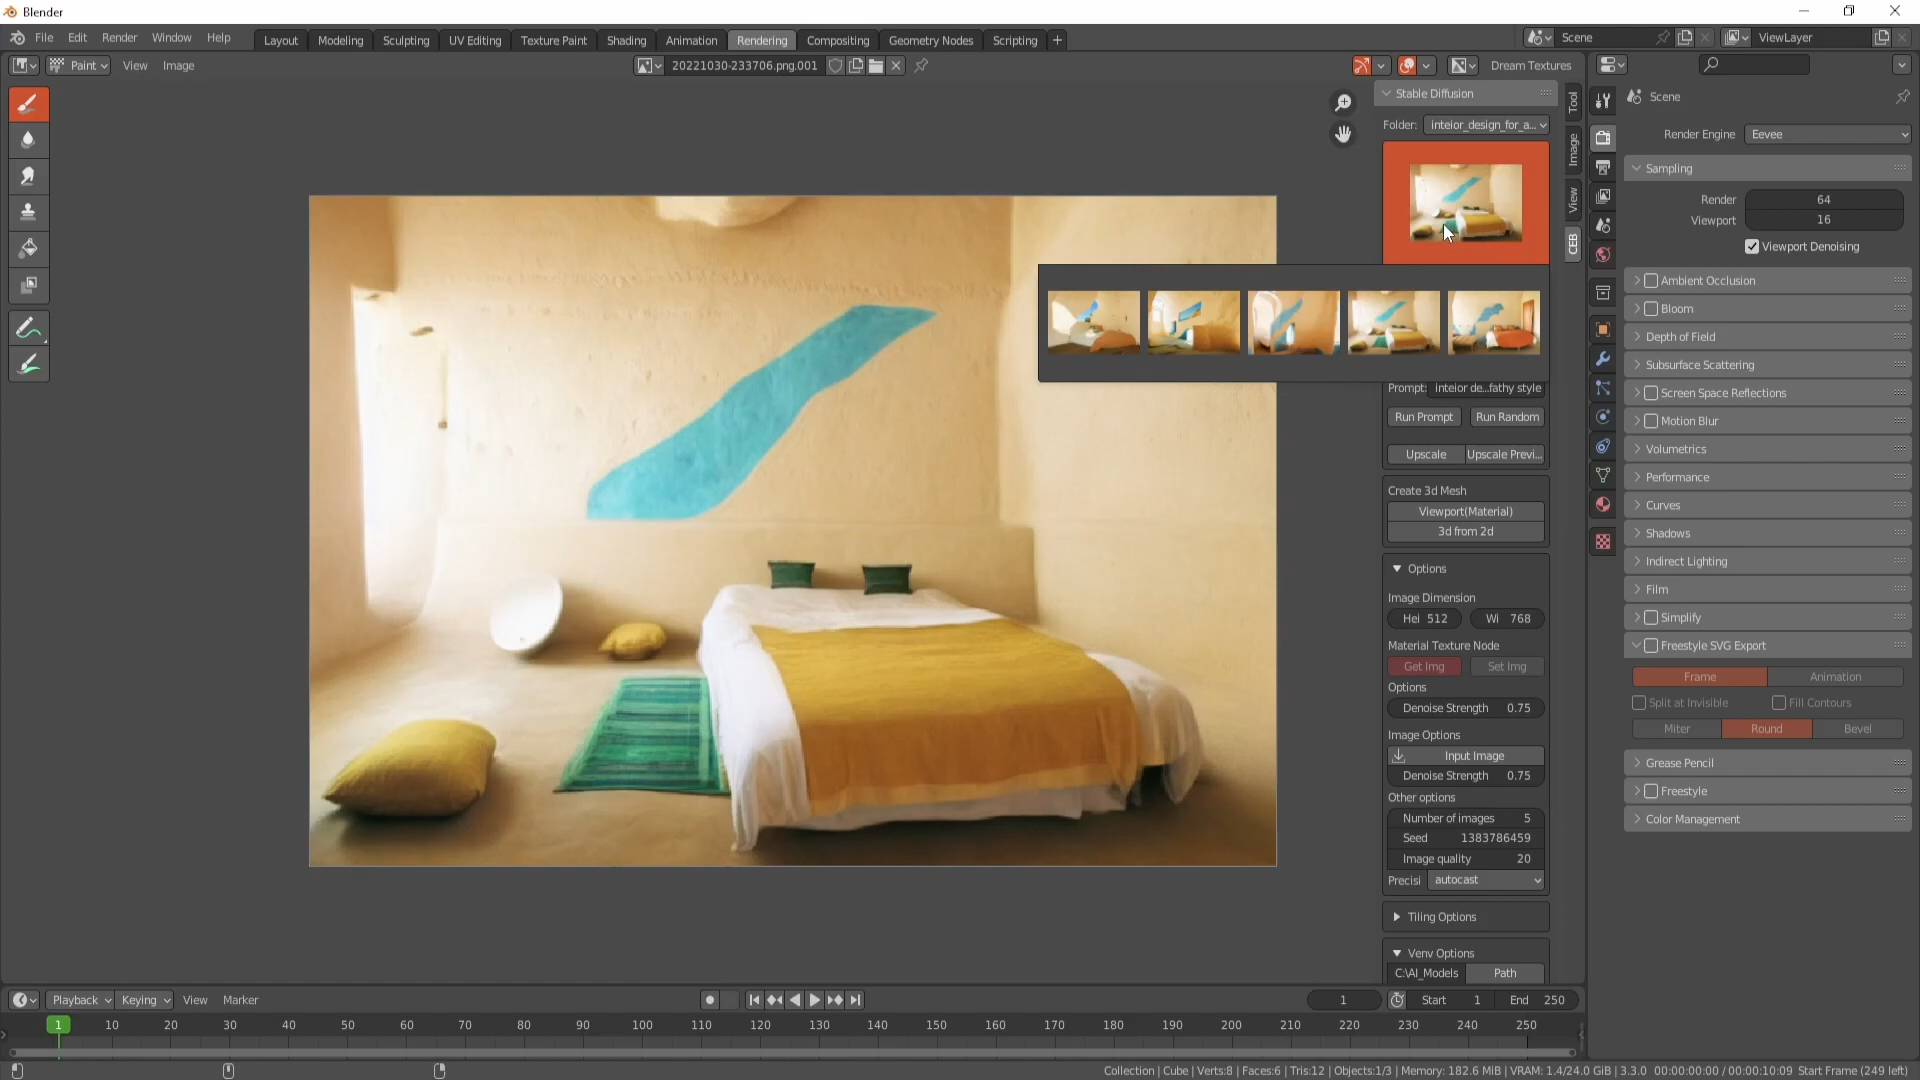 Blender
File Edit Render Window Help
Layout Modeling Sculpting UV Editing Texture Paint Shading Animation Rendering Compositing Geometry Nodes Scripting +
Scene ViewLayer
Paint View Image
20221030-233706.png.001
Dream Textures
Stable Diffusion
Folder: inteior_design_for_a...
Prompt: inteior de...fathy style
Run Prompt Run Random
Upscale Upscale Previ...
Create 3d Mesh
Viewport(Material)
3d from 2d
Options
Image Dimension
Hei 512 Wi 768
Material Texture Node
Get Img Set Img
Options
Denoise Strength 0.75
Image Options
Input Image
Denoise Strength 0.75
Other options
Number of images 5
Seed 1383786459
Image quality 20
Precisi autocast
Tiling Options
Venv Options
C:\AI_Models Path
Tool
Image
View
CEB
Scene
Render Engine Eevee
Sampling
Render 64
Viewport 16
Viewport Denoising
Ambient Occlusion
Bloom
Depth of Field
Subsurface Scattering
Screen Space Reflections
Motion Blur
Volumetrics
Performance
Curves
Shadows
Indirect Lighting
Film
Simplify
Freestyle SVG Export
Frame Animation
Split at Invisible Fill Contours
Miter Round Bevel
Grease Pencil
Freestyle
Color Management
Playback Keying View Marker
1 Start 1 End 250
1 10 20 30 40 50 60 70 80 90 100 110 120 130 140 150 160 170 180 190 200 210 220 230 240 250
Collection | Cube | Verts:8 | Faces:6 | Tris:12 | Objects:1/3 | Memory: 182.6 MiB | VRAM: 1.4/24.0 GiB | 3.3.0 00:00:00:00 / 00:00:10:09 Start Frame (249 left)